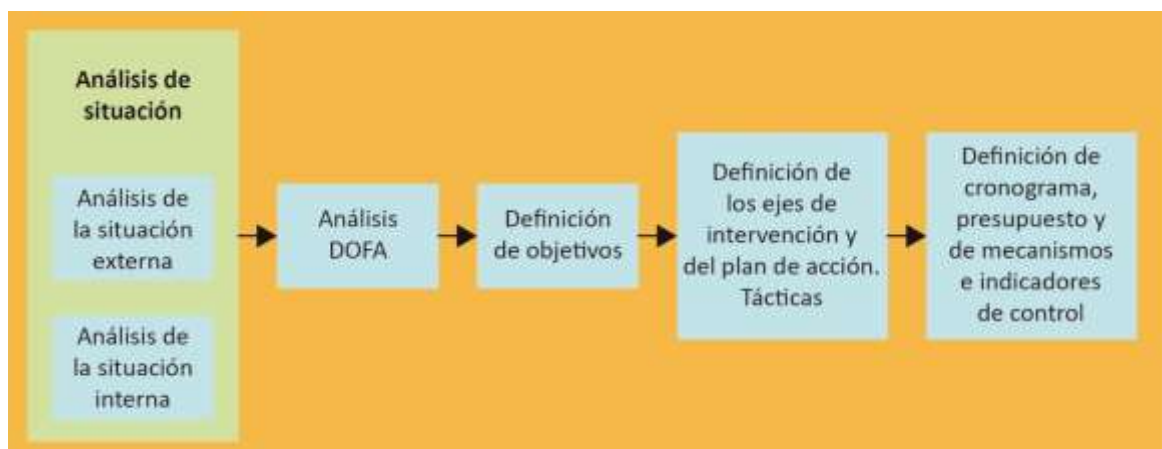 Análisis de
situación
Análisis de
la situación
externa
Análisis de
la situación
interna
Análisis
DOFA
Definición
de objetivos
Definición de
los ejes de
intervención y
del plan de acción.
Tácticas
Definición de
cronograma,
presupuesto y
de mecanismos
e indicadores
de control